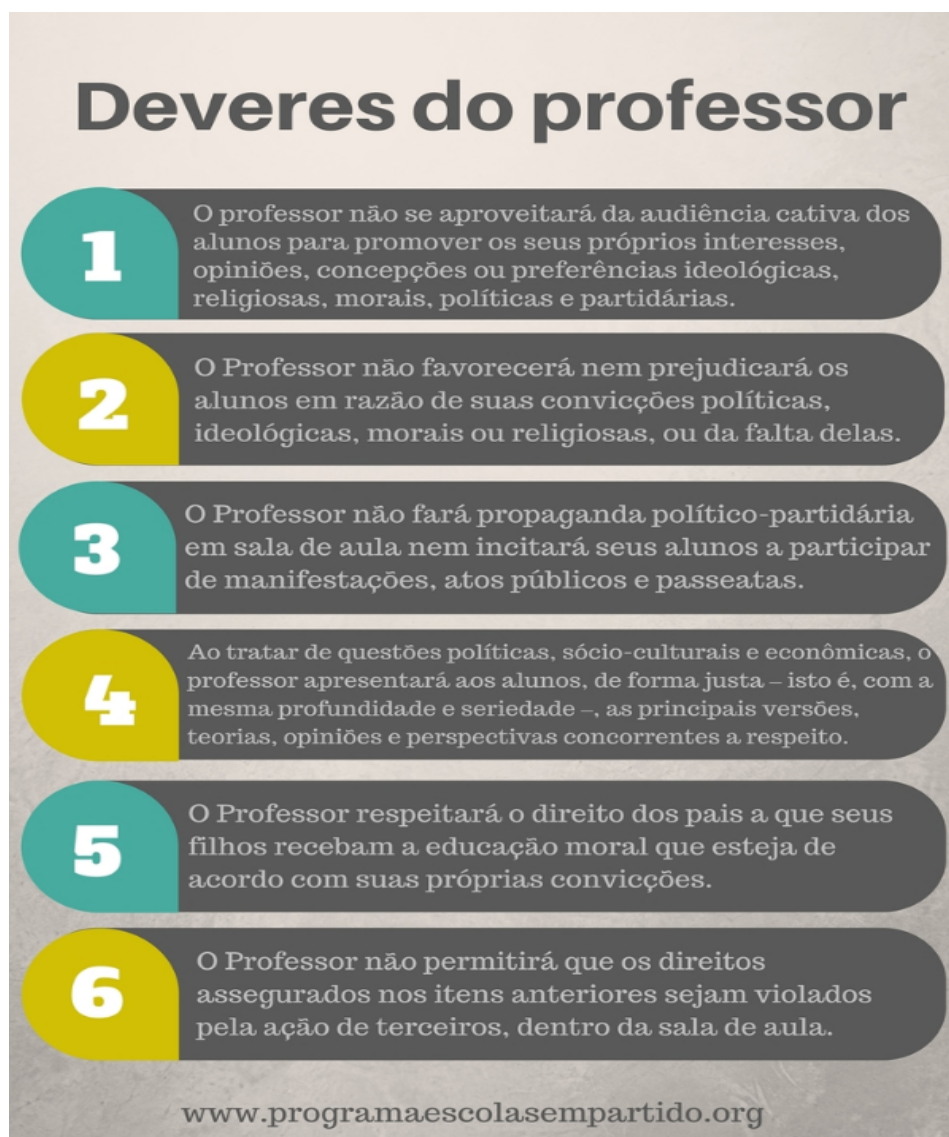 Deveres do professor
1
O professor não se aproveitará da audiência cativa dos
alunos para promover os seus próprios interesses,
opiniões, concepções ou preferências ideológicas,
religiosas, morais, políticas e partidárias.
2
O Professor não favorecerá nem prejudicará os
alunos em razão de suas convicções políticas,
ideológicas, morais ou religiosas, ou da falta delas.
3
O Professor não fará propaganda político-partidária
em sala de aula nem incitará seus alunos a participar
de manifestações, atos públicos e passeatas.
4
Ao tratar de questões políticas, sócio-culturais e econômicas, o
professor apresentará aos alunos, de forma justa – isto é, com a
mesma profundidade e seriedade –, as principais versões,
teorias, opiniões e perspectivas concorrentes a respeito.
5
O Professor respeitará o direito dos pais a que seus
filhos recebam a educação moral que esteja de
acordo com suas próprias convicções.
6
O Professor não permitirá que os direitos
assegurados nos itens anteriores sejam violados
pela ação de terceiros, dentro da sala de aula.
www.programaescolasempartido.org